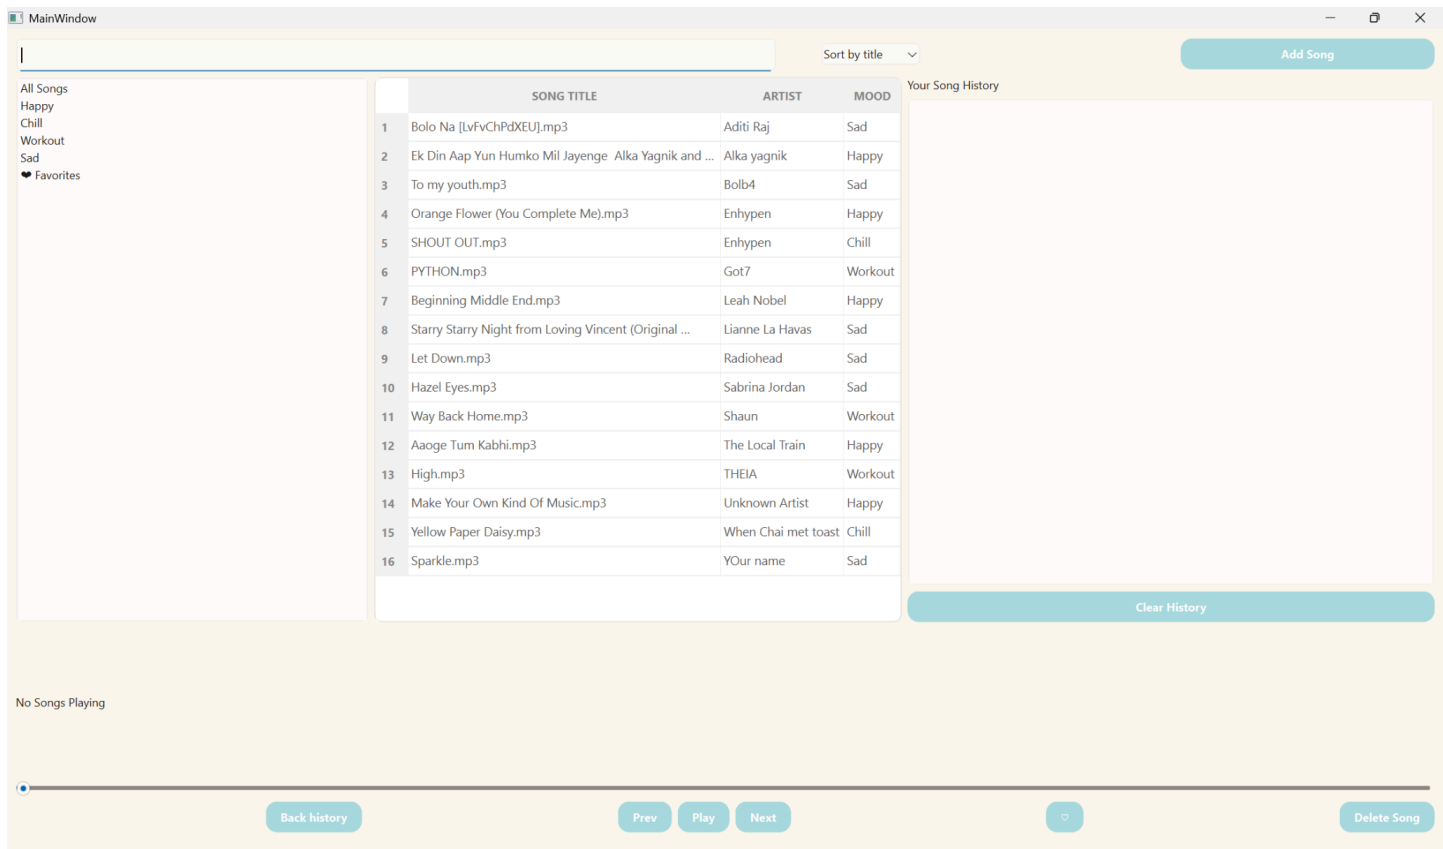 MainWindow
Sort by title
Add Song
All Songs
Happy
Chill
Workout
Sad
❤ Favorites
SONG TITLE ARTIST MOOD
1 Bolo Na [LvFvChPdXEU].mp3 Aditi Raj Sad
2 Ek Din Aap Yun Humko Mil Jayenge Alka Yagnik and ... Alka yagnik Happy
3 To my youth.mp3 Bolb4 Sad
4 Orange Flower (You Complete Me).mp3 Enhypen Happy
5 SHOUT OUT.mp3 Enhypen Chill
6 PYTHON.mp3 Got7 Workout
7 Beginning Middle End.mp3 Leah Nobel Happy
8 Starry Starry Night from Loving Vincent (Original ... Lianne La Havas Sad
9 Let Down.mp3 Radiohead Sad
10 Hazel Eyes.mp3 Sabrina Jordan Sad
11 Way Back Home.mp3 Shaun Workout
12 Aaoge Tum Kabhi.mp3 The Local Train Happy
13 High.mp3 THEIA Workout
14 Make Your Own Kind Of Music.mp3 Unknown Artist Happy
15 Yellow Paper Daisy.mp3 When Chai met toast Chill
16 Sparkle.mp3 YOur name Sad
Your Song History
Clear History
No Songs Playing
Back history
Prev
Play
Next
♡
Delete Song